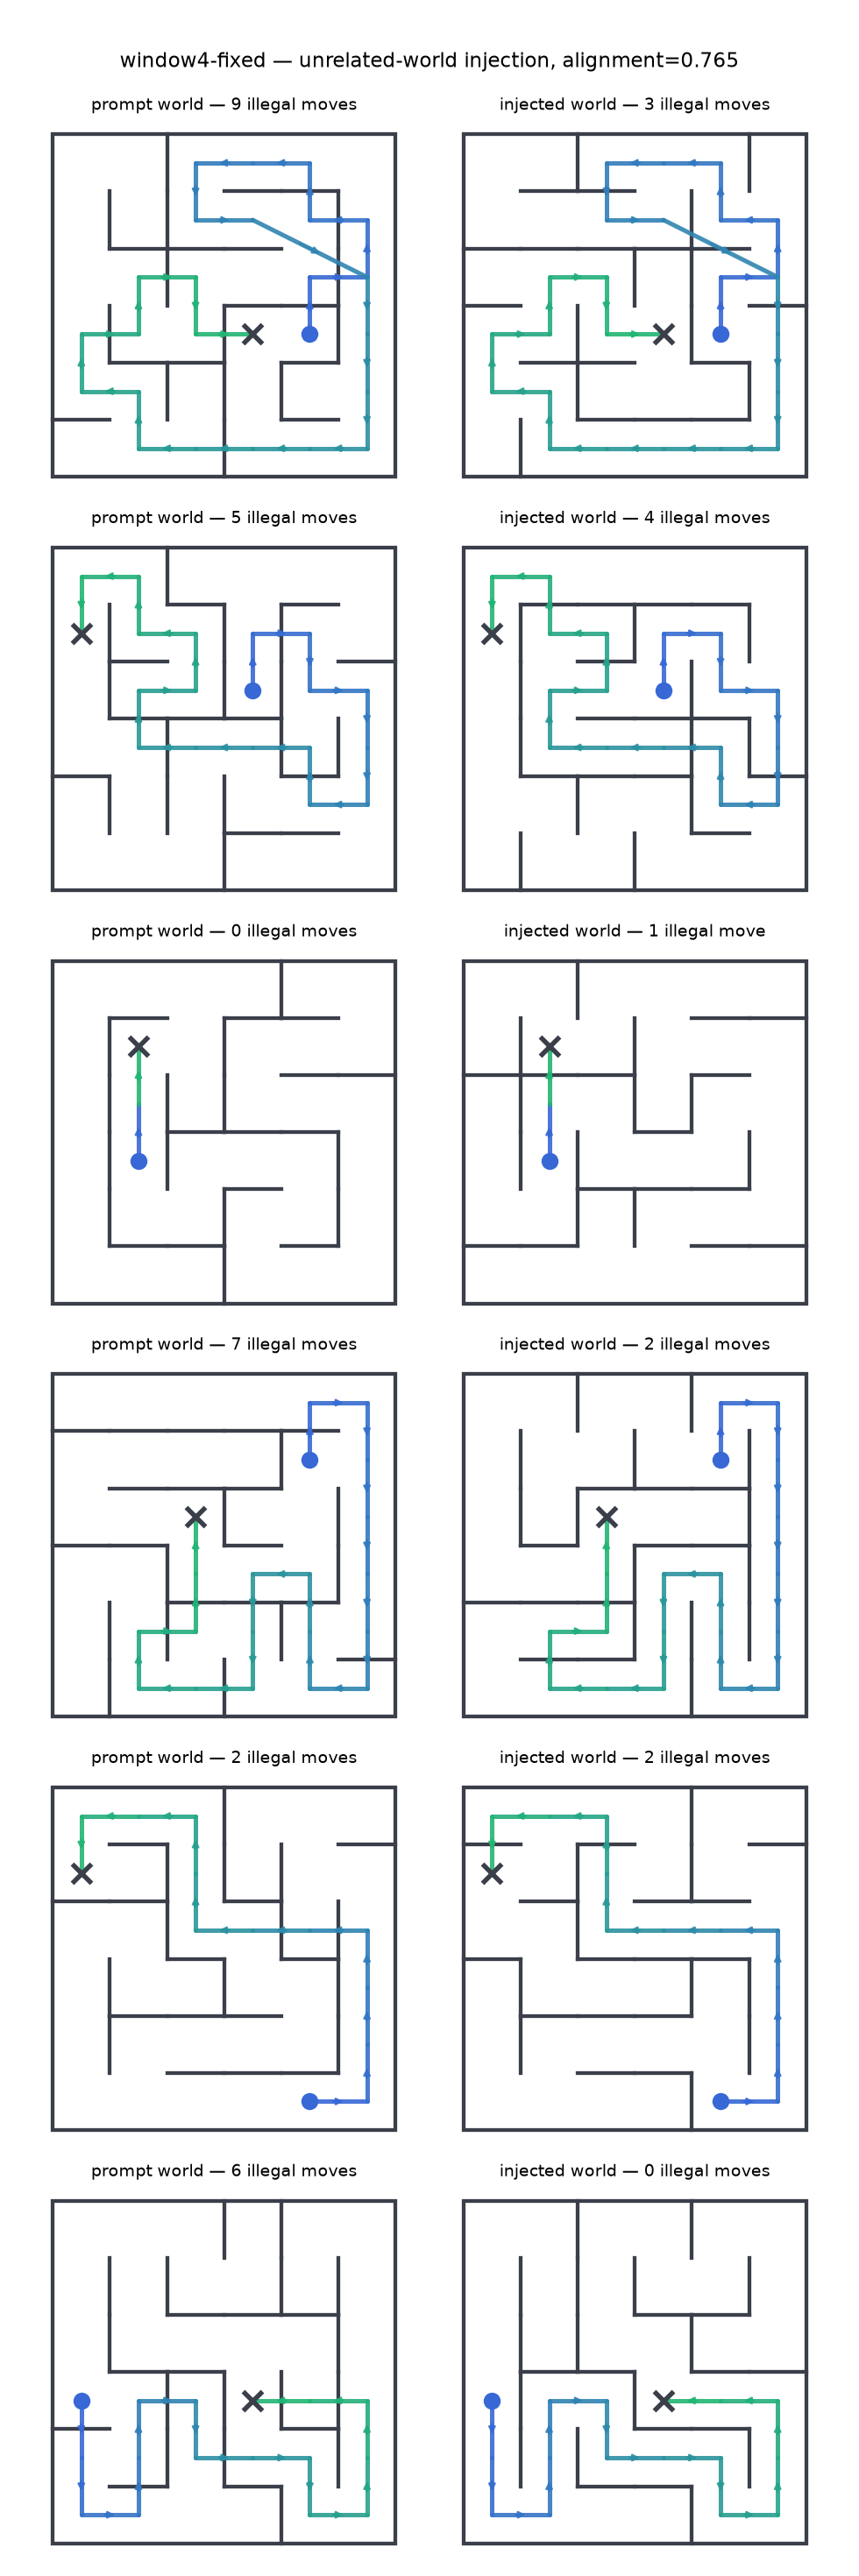 window4-fixed — unrelated-world injection, alignment=0.765
prompt world — 9 illegal moves
injected world — 3 illegal moves
prompt world — 5 illegal moves
injected world — 4 illegal moves
prompt world — 0 illegal moves
injected world — 1 illegal move
prompt world — 7 illegal moves
injected world — 2 illegal moves
prompt world — 2 illegal moves
injected world — 2 illegal moves
prompt world — 6 illegal moves
injected world — 0 illegal moves